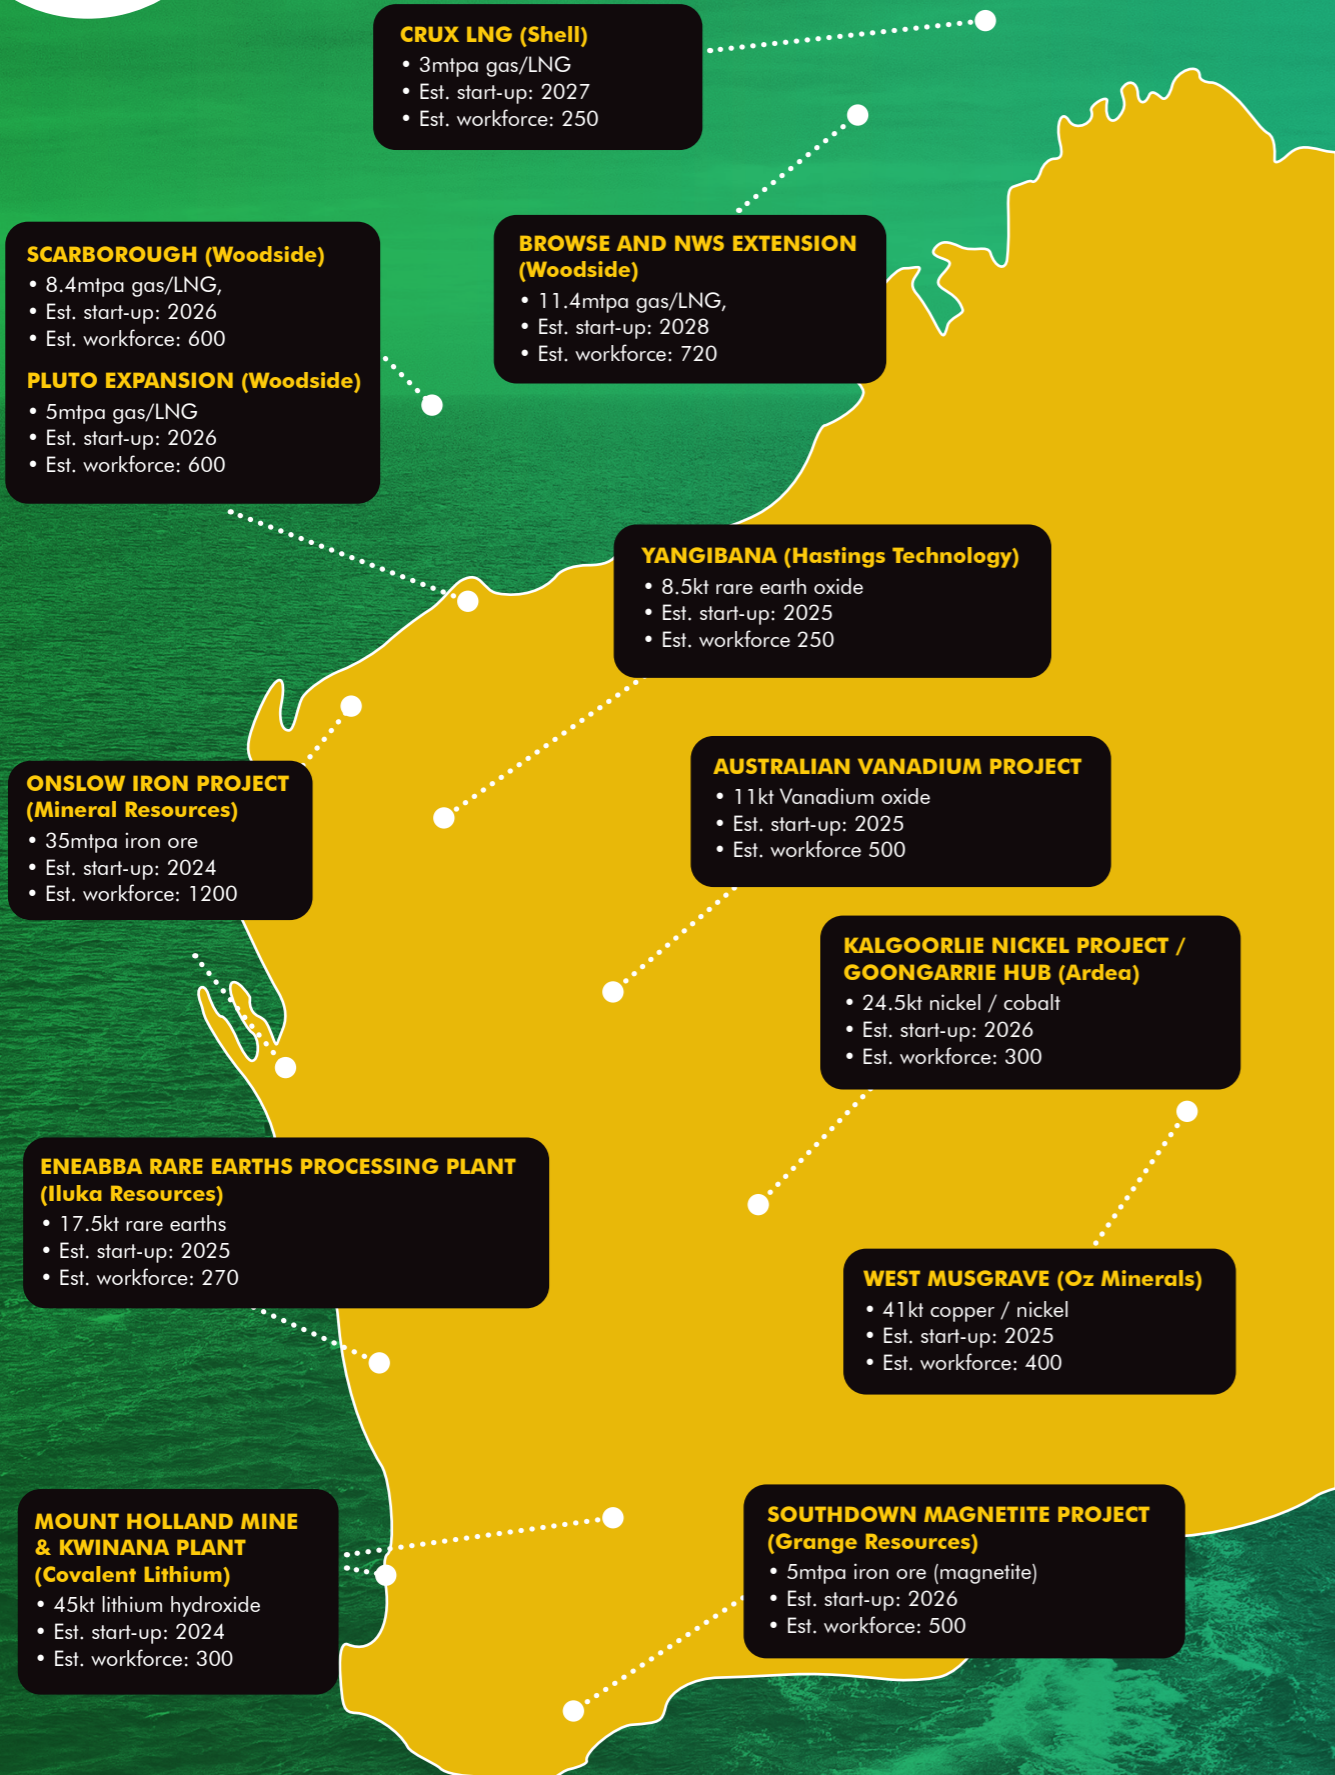 CRUX LNG (Shell)
• 3mtpa gas/LNG
• Est. start-up: 2027
• Est. workforce: 250
SCARBOROUGH (Woodside)
• 8.4mtpa gas/LNG,
• Est. start-up: 2026
• Est. workforce: 600
PLUTO EXPANSION (Woodside)
• 5mtpa gas/LNG
• Est. start-up: 2026
• Est. workforce: 600
BROWSE AND NWS EXTENSION
(Woodside)
• 11.4mtpa gas/LNG,
• Est. start-up: 2028
• Est. workforce: 720
YANGIBANA (Hastings Technology)
• 8.5kt rare earth oxide
• Est. start-up: 2025
• Est. workforce 250
ONSLOW IRON PROJECT
(Mineral Resources)
• 35mtpa iron ore
• Est. start-up: 2024
• Est. workforce: 1200
AUSTRALIAN VANADIUM PROJECT
• 11kt Vanadium oxide
• Est. start-up: 2025
• Est. workforce 500
KALGOORLIE NICKEL PROJECT /
GOONGARRIE HUB (Ardea)
• 24.5kt nickel / cobalt
• Est. start-up: 2026
• Est. workforce: 300
ENEABBA RARE EARTHS PROCESSING PLANT
(Iluka Resources)
• 17.5kt rare earths
• Est. start-up: 2025
• Est. workforce: 270
WEST MUSGRAVE (Oz Minerals)
• 41kt copper / nickel
• Est. start-up: 2025
• Est. workforce: 400
MOUNT HOLLAND MINE
& KWINANA PLANT
(Covalent Lithium)
• 45kt lithium hydroxide
• Est. start-up: 2024
• Est. workforce: 300
SOUTHDOWN MAGNETITE PROJECT
(Grange Resources)
• 5mtpa iron ore (magnetite)
• Est. start-up: 2026
• Est. workforce: 500